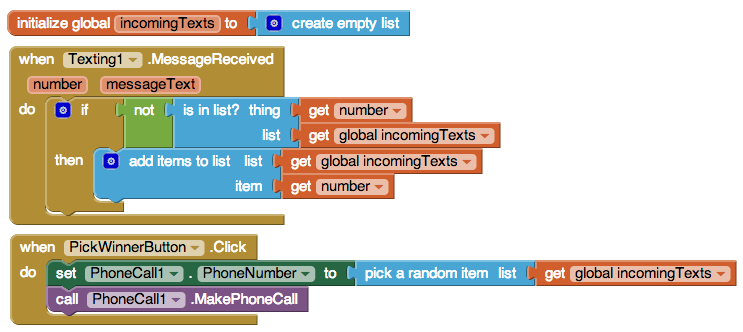 initialize global incomingTexts to create empty list
when Texting1 .MessageReceived
number messageText
do if not is in list? thing get number
list get global incomingTexts
then add items to list list get global incomingTexts
item get number
when PickWinnerButton .Click
do set PhoneCall1 . PhoneNumber to pick a random item list get global incomingTexts
call PhoneCall1 .MakePhoneCall